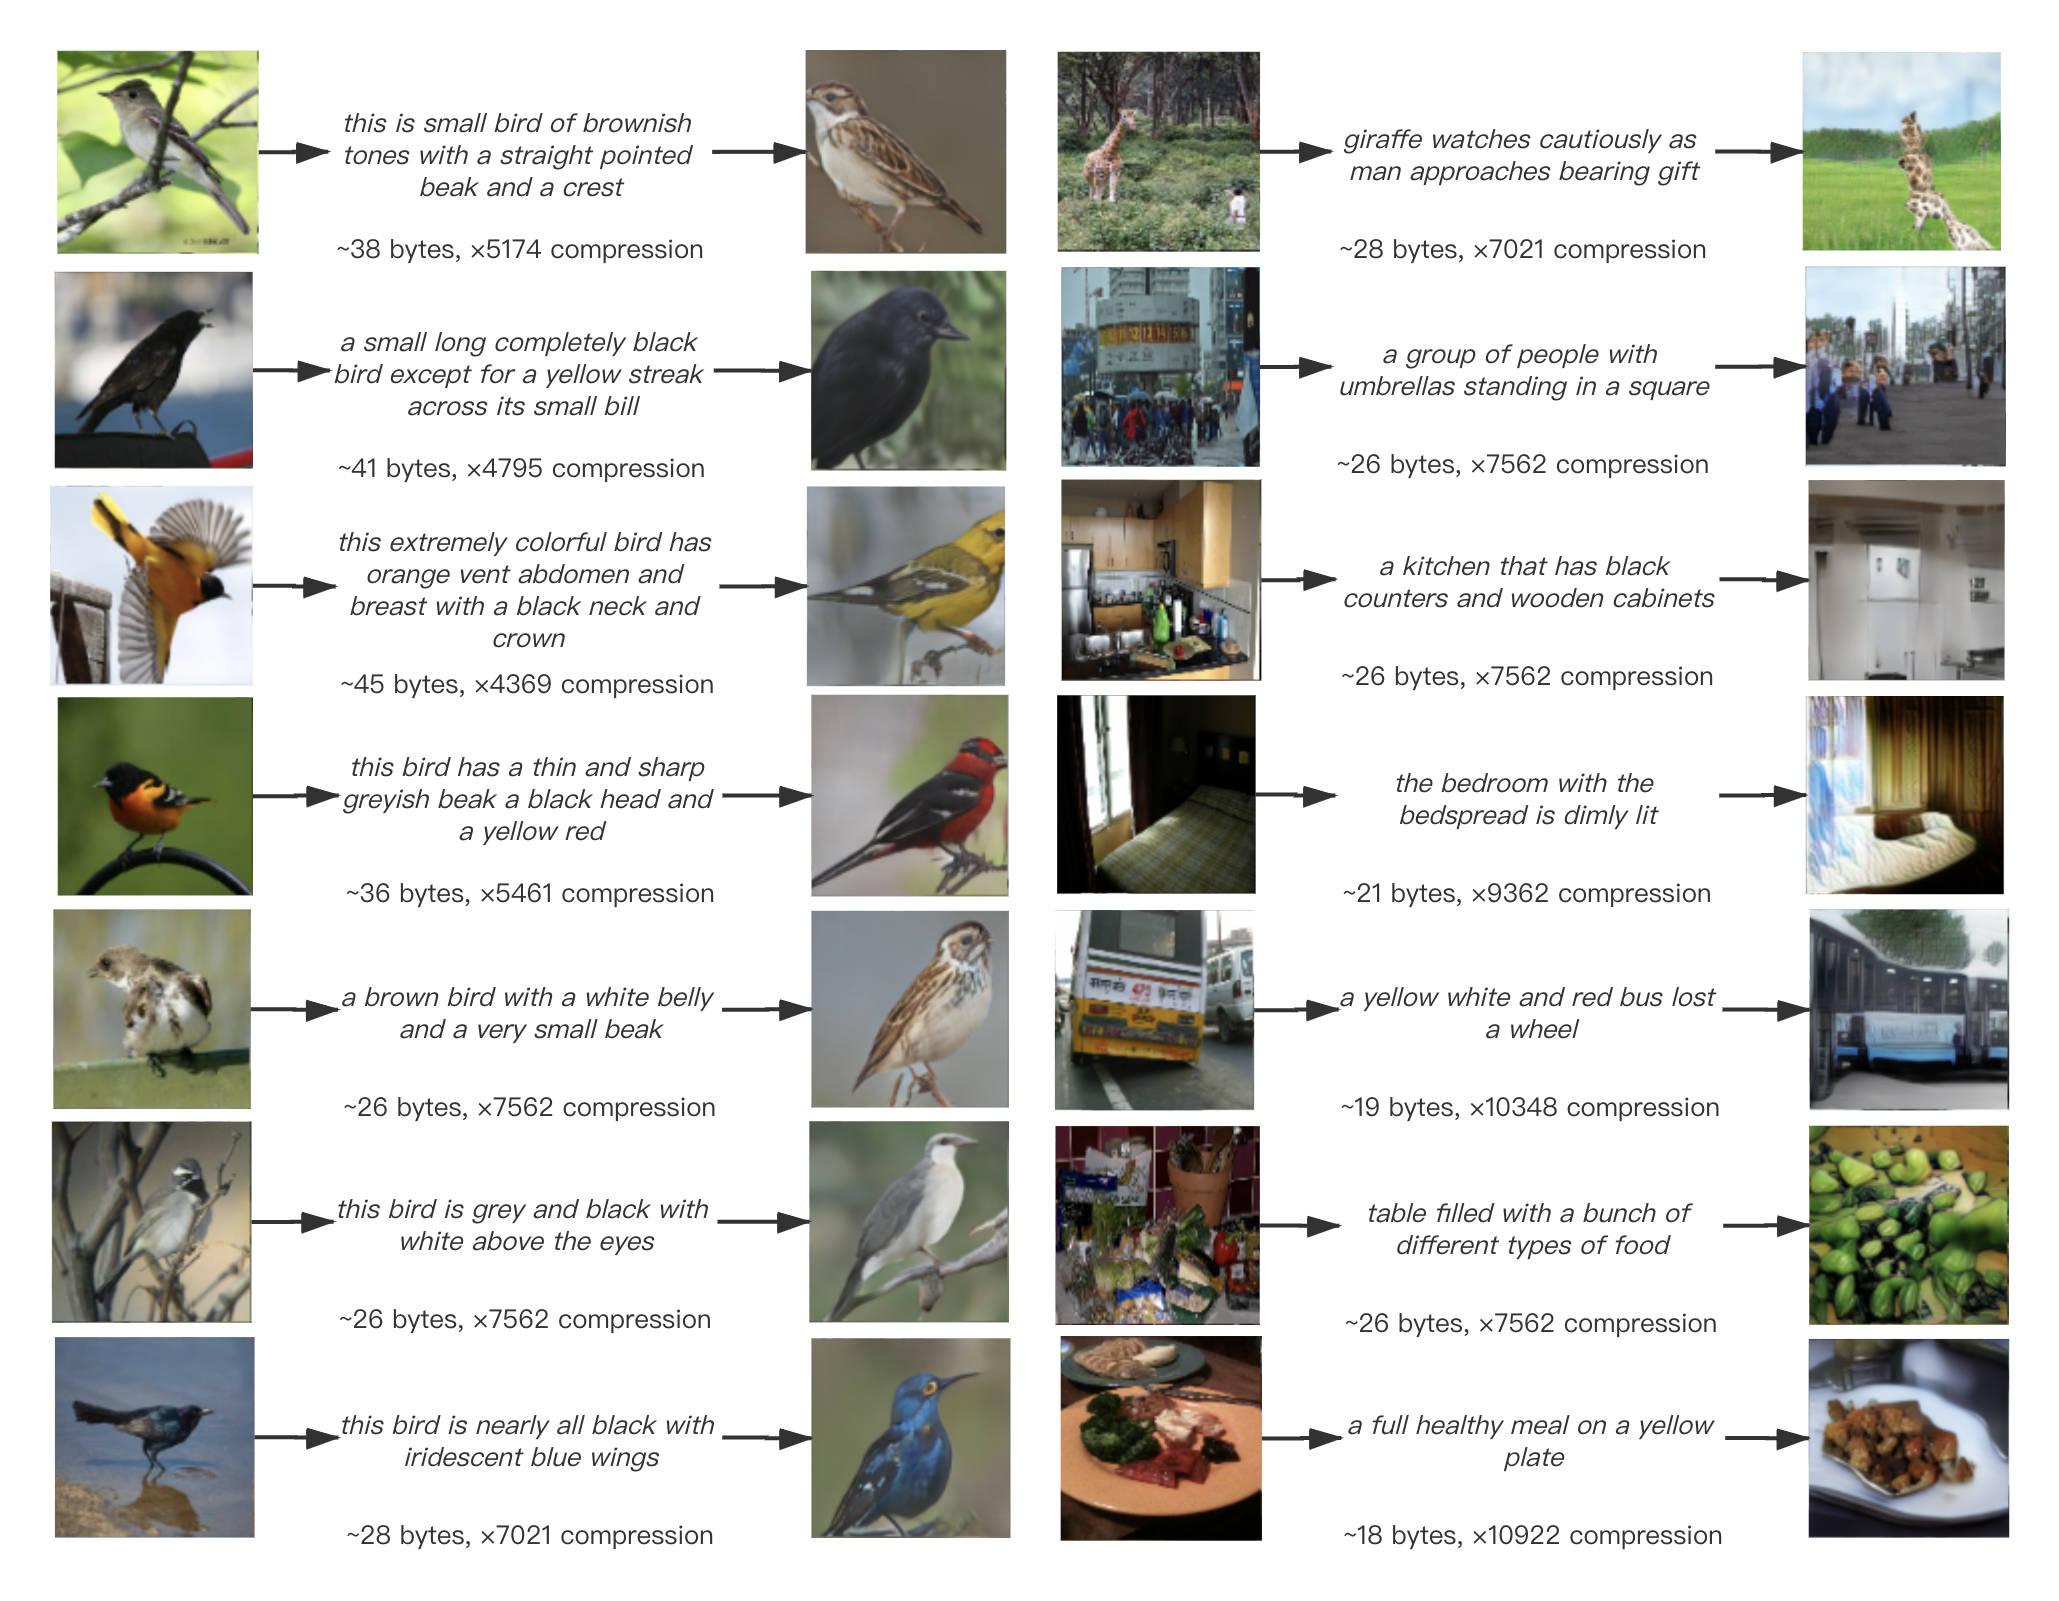 this is small bird of brownish
tones with a straight pointed
beak and a crest
~38 bytes, ×5174 compression
a small long completely black
bird except for a yellow streak
across its small bill
~41 bytes, ×4795 compression
this extremely colorful bird has
orange vent abdomen and
breast with a black neck and
crown
~45 bytes, ×4369 compression
this bird has a thin and sharp
greyish beak a black head and
a yellow red
~36 bytes, ×5461 compression
a brown bird with a white belly
and a very small beak
~26 bytes, ×7562 compression
this bird is grey and black with
white above the eyes
~26 bytes, ×7562 compression
this bird is nearly all black with
iridescent blue wings
~28 bytes, ×7021 compression
giraffe watches cautiously as
man approaches bearing gift
~28 bytes, ×7021 compression
a group of people with
umbrellas standing in a square
~26 bytes, ×7562 compression
a kitchen that has black
counters and wooden cabinets
~26 bytes, ×7562 compression
the bedroom with the
bedspread is dimly lit
~21 bytes, ×9362 compression
a yellow white and red bus lost
a wheel
~19 bytes, ×10348 compression
table filled with a bunch of
different types of food
~26 bytes, ×7562 compression
a full healthy meal on a yellow
plate
~18 bytes, ×10922 compression